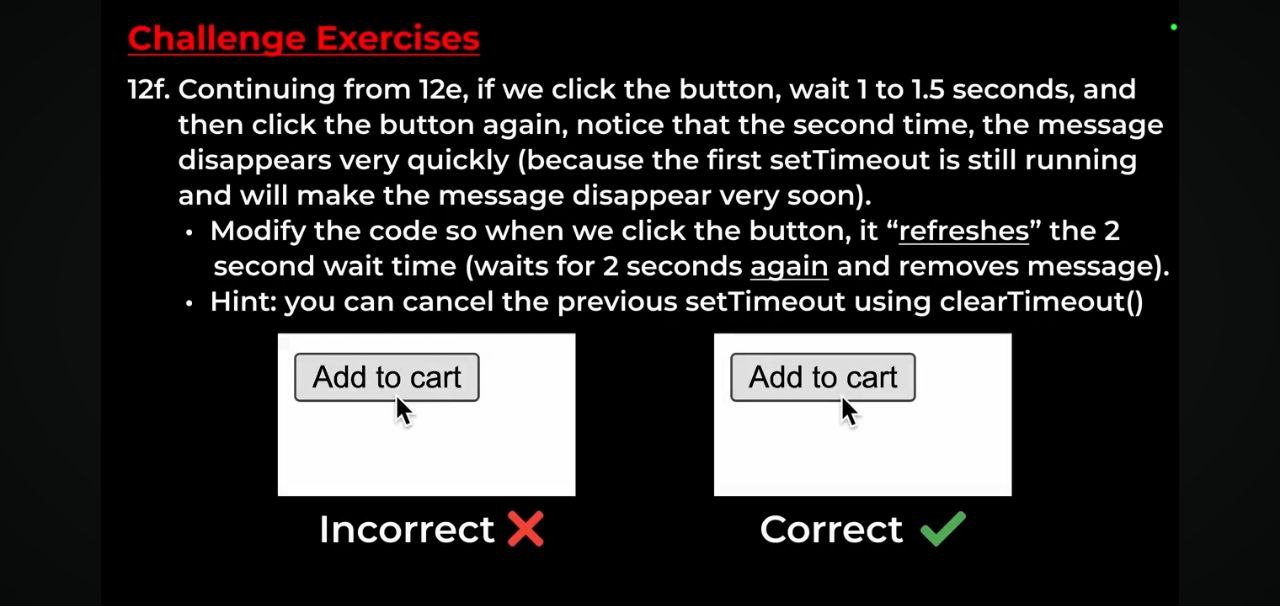 Challenge Exercises
12f. Continuing from 12e, if we click the button, wait 1 to 1.5 seconds, and
then click the button again, notice that the second time, the message
disappears very quickly (because the first setTimeout is still running
and will make the message disappear very soon).
• Modify the code so when we click the button, it “refreshes” the 2
second wait time (waits for 2 seconds again and removes message).
• Hint: you can cancel the previous setTimeout using clearTimeout()
Add to cart
Add to cart
Incorrect ❌
Correct ✔